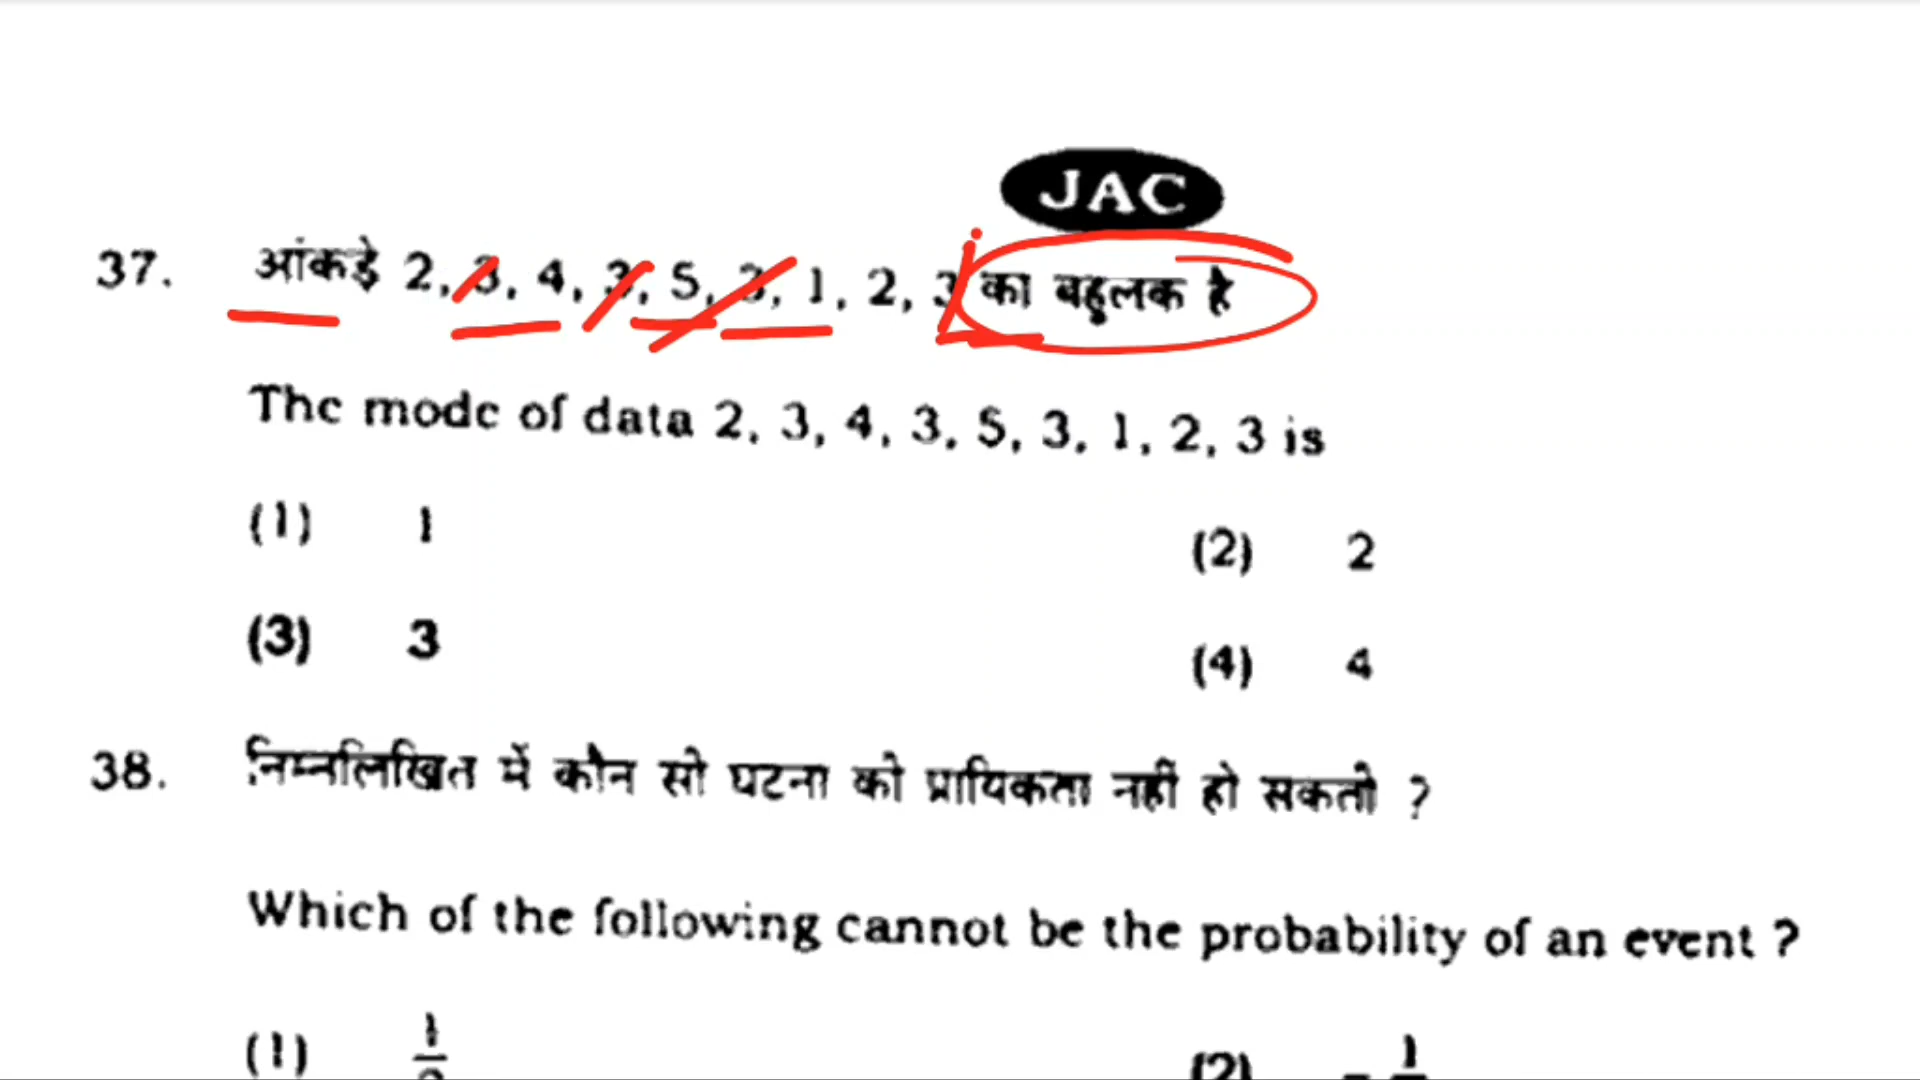 JAC
37. आंकड़े 2, 3, 4, 3, 5, 3, 1, 2, 3 का बहुलक है
The mode of data 2, 3, 4, 3, 5, 3, 1, 2, 3 is
(1) 1 (2) 2
(3) 3 (4) 4
38. निम्नलिखित में कौन सी घटना की प्रायिकता नहीं हो सकती ?
Which of the following cannot be the probability of an event ?
(1) (2)